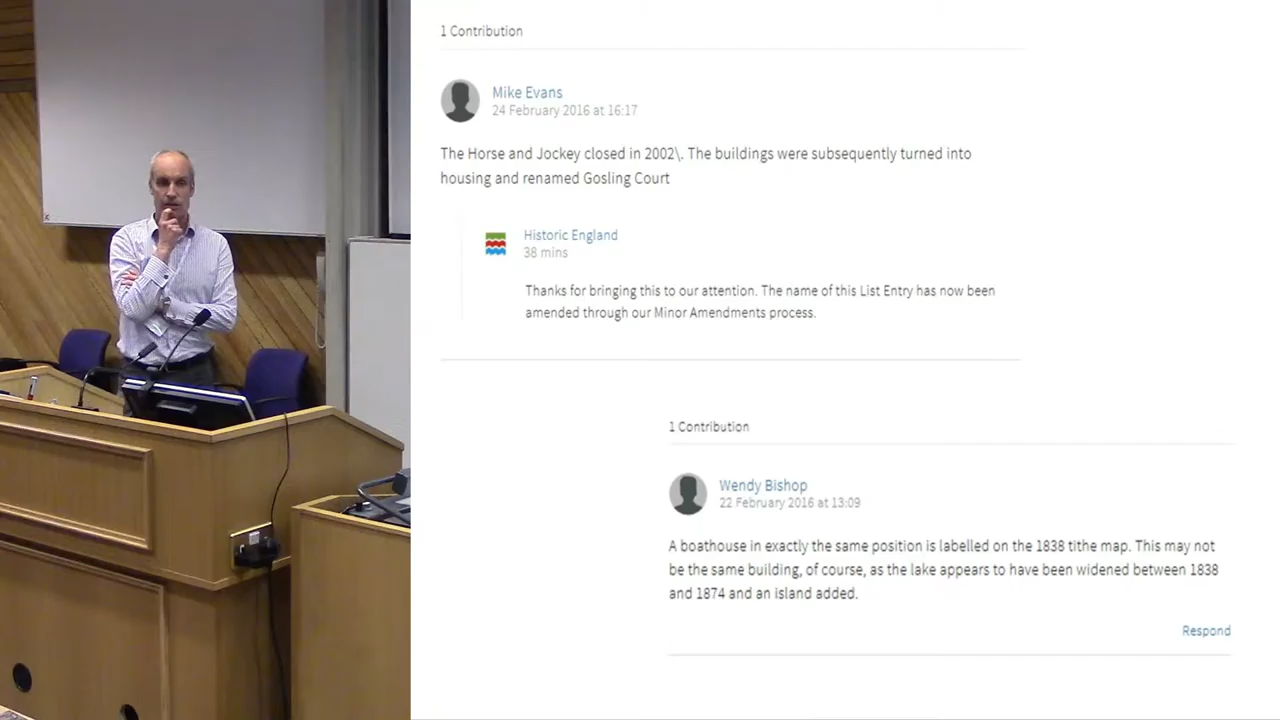 1 Contribution
Mike Evans
24 February 2016 at 16:17
The Horse and Jockey closed in 2002\. The buildings were subsequently turned into
housing and renamed Gosling Court
Historic England
38 mins
Thanks for bringing this to our attention. The name of this List Entry has now been
amended through our Minor Amendments process.
1 Contribution
Wendy Bishop
22 February 2016 at 13:09
A boathouse in exactly the same position is labelled on the 1838 tithe map. This may not
be the same building, of course, as the lake appears to have been widened between 1838
and 1874 and an island added.
Respond